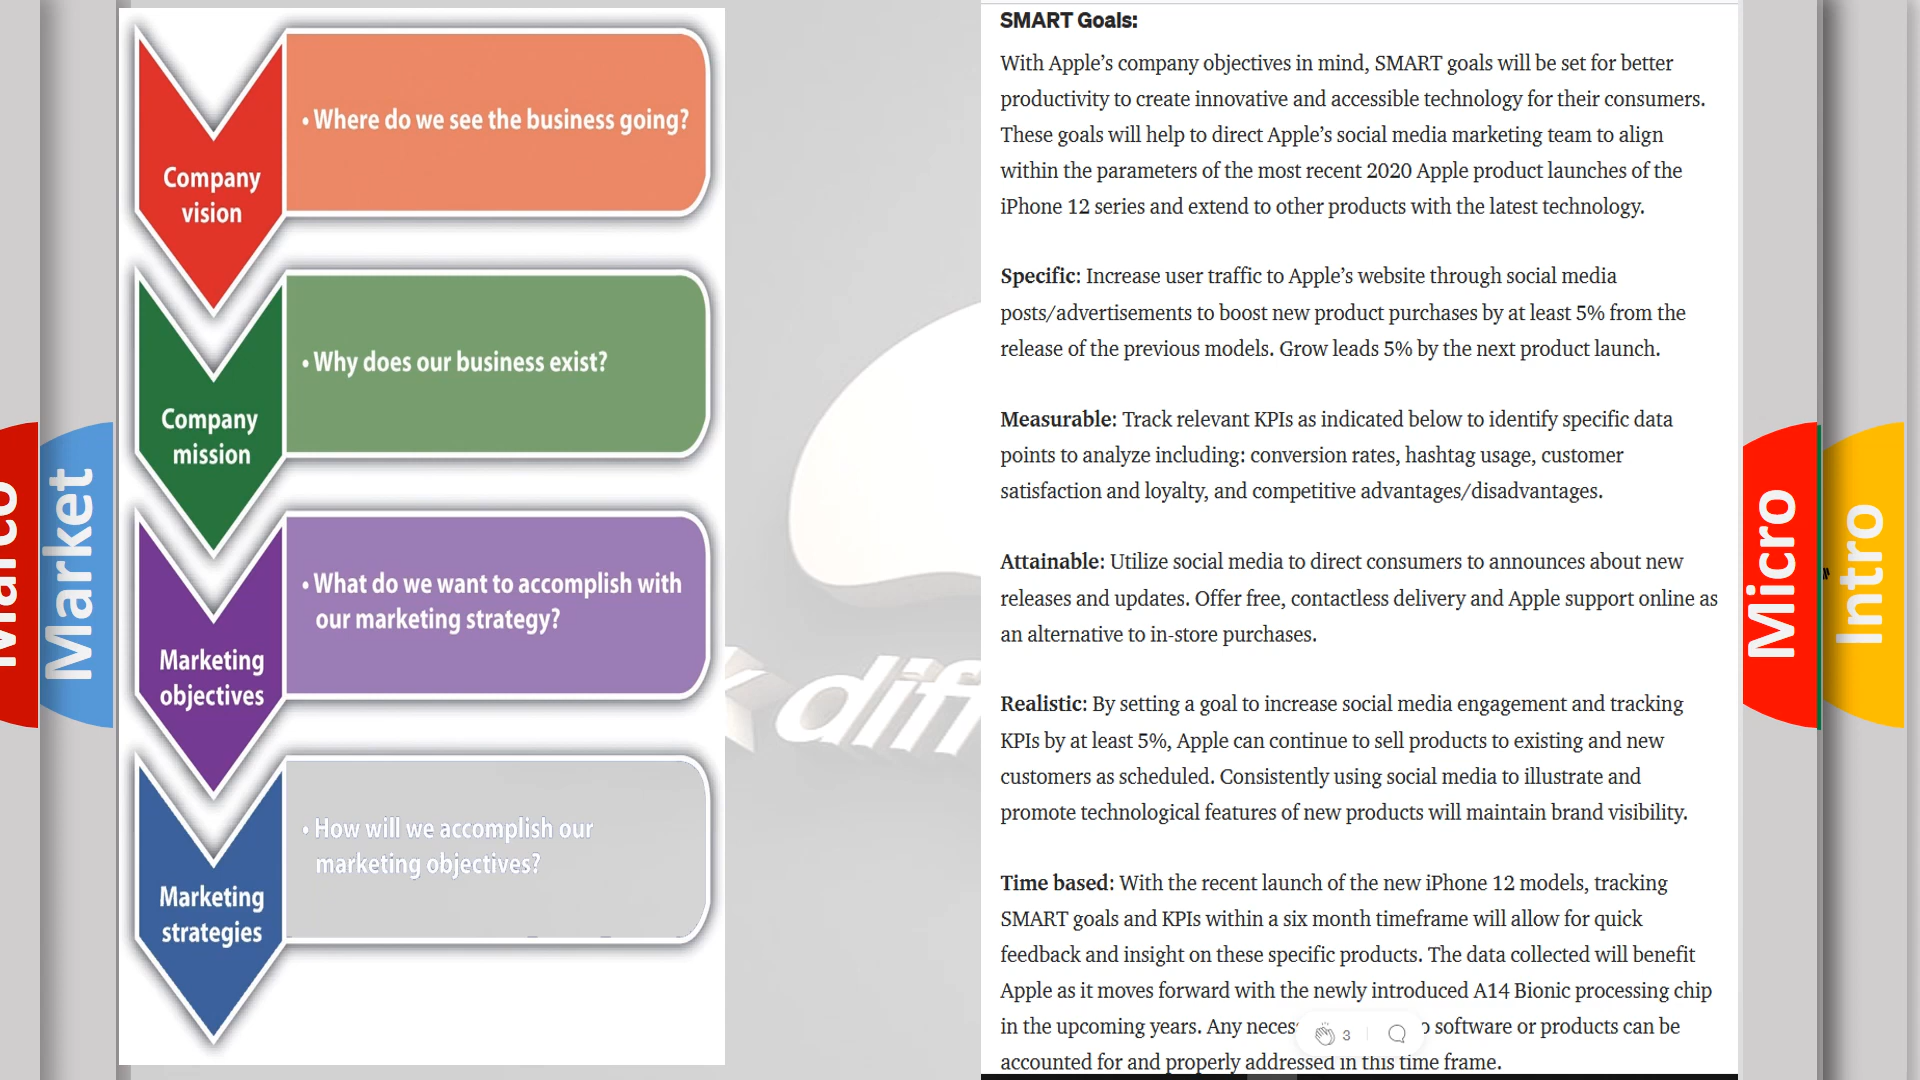 Marco
Market
Company
vision
• Where do we see the business going?
Company
mission
• Why does our business exist?
Marketing
objectives
• What do we want to accomplish with
our marketing strategy?
Marketing
strategies
• How will we accomplish our
marketing objectives?
SMART Goals:
With Apple’s company objectives in mind, SMART goals will be set for better
productivity to create innovative and accessible technology for their consumers.
These goals will help to direct Apple’s social media marketing team to align
within the parameters of the most recent 2020 Apple product launches of the
iPhone 12 series and extend to other products with the latest technology.
Specific: Increase user traffic to Apple’s website through social media
posts/advertisements to boost new product purchases by at least 5% from the
release of the previous models. Grow leads 5% by the next product launch.
Measurable: Track relevant KPIs as indicated below to identify specific data
points to analyze including: conversion rates, hashtag usage, customer
satisfaction and loyalty, and competitive advantages/disadvantages.
Attainable: Utilize social media to direct consumers to announces about new
releases and updates. Offer free, contactless delivery and Apple support online as
an alternative to in-store purchases.
Realistic: By setting a goal to increase social media engagement and tracking
KPIs by at least 5%, Apple can continue to sell products to existing and new
customers as scheduled. Consistently using social media to illustrate and
promote technological features of new products will maintain brand visibility.
Time based: With the recent launch of the new iPhone 12 models, tracking
SMART goals and KPIs within a six month timeframe will allow for quick
feedback and insight on these specific products. The data collected will benefit
Apple as it moves forward with the newly introduced A14 Bionic processing chip
in the upcoming years. Any software or products can be
3
accounted for and properly addressed in this time frame.
Micro
Intro